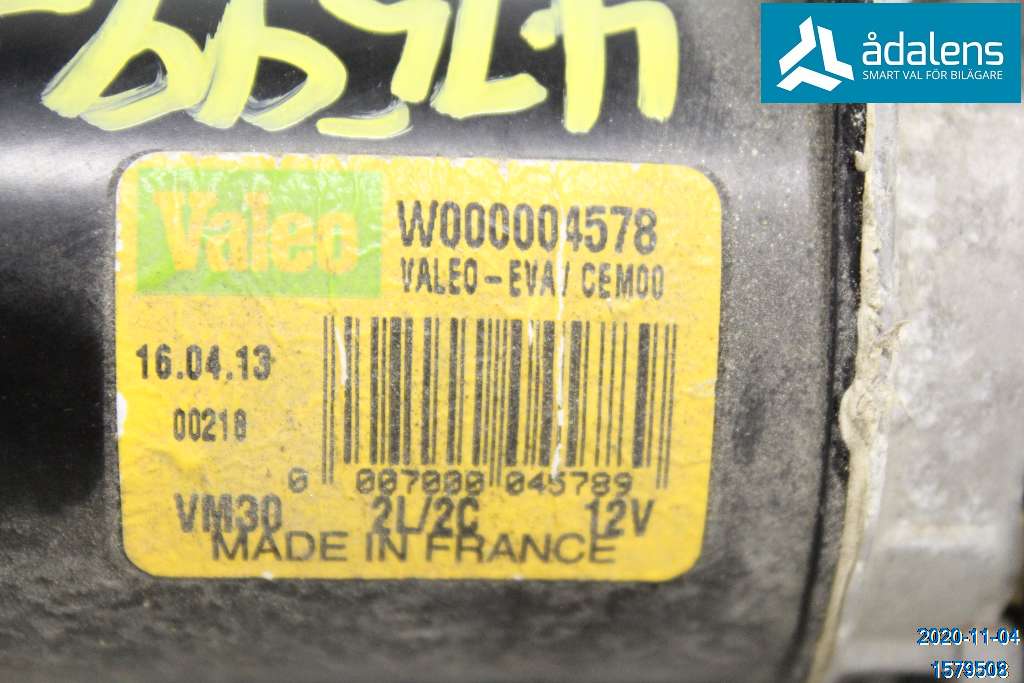 ådalens
SMART VAL FÖR BILÄGARE
Valeo
W000004578
VALEO-EVA/ CEM00
16.04.13
00218
0 007000 045789
VM30 2L/2C 12V
MADE IN FRANCE
2020-11-04
1579508